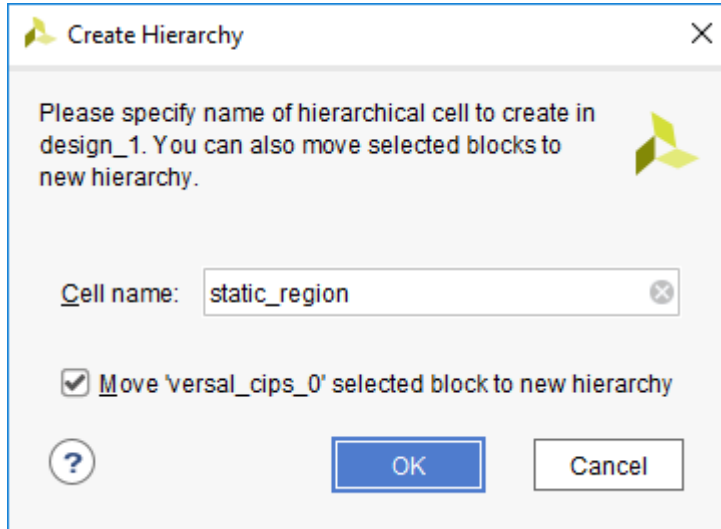 Create Hierarchy
Please specify name of hierarchical cell to create in
design_1. You can also move selected blocks to
new hierarchy.
Cell name: static_region
Move 'versal_cips_0' selected block to new hierarchy
? OK Cancel